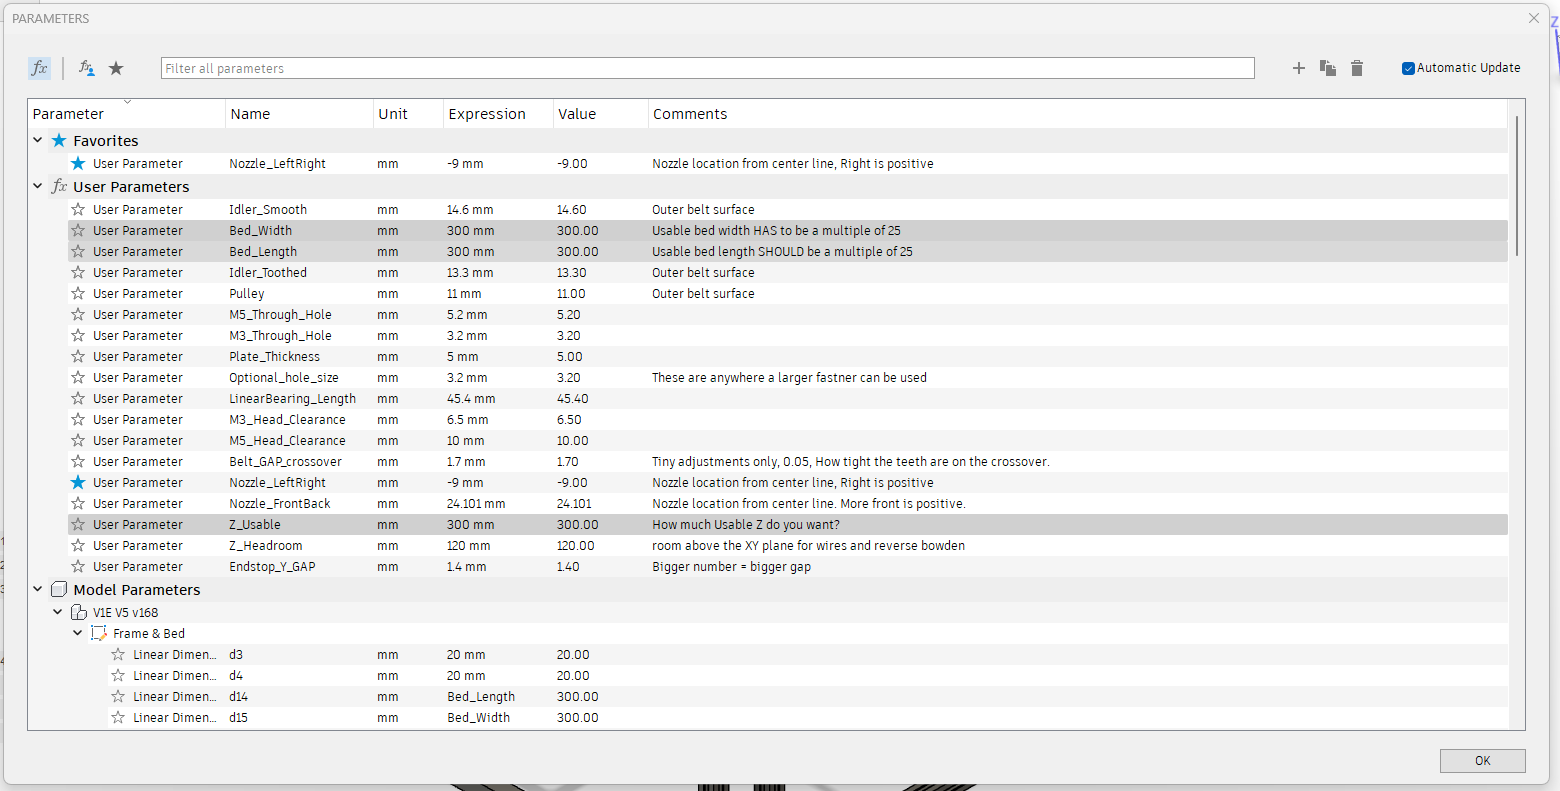 PARAMETERS
Z
fx fx Filter all parameters Automatic Update
Parameter Name Unit Expression Value Comments
Favorites
User Parameter Nozzle_LeftRight mm -9 mm -9.00 Nozzle location from center line, Right is positive
fx User Parameters
User Parameter Idler_Smooth mm 14.6 mm 14.60 Outer belt surface
User Parameter Bed_Width mm 300 mm 300.00 Usable bed width HAS to be a multiple of 25
User Parameter Bed_Length mm 300 mm 300.00 Usable bed length SHOULD be a multiple of 25
User Parameter Idler_Toothed mm 13.3 mm 13.30 Outer belt surface
User Parameter Pulley mm 11 mm 11.00 Outer belt surface
User Parameter M5_Through_Hole mm 5.2 mm 5.20
User Parameter M3_Through_Hole mm 3.2 mm 3.20
User Parameter Plate_Thickness mm 5 mm 5.00
User Parameter Optional_hole_size mm 3.2 mm 3.20 These are anywhere a larger fastner can be used
User Parameter LinearBearing_Length mm 45.4 mm 45.40
User Parameter M3_Head_Clearance mm 6.5 mm 6.50
User Parameter M5_Head_Clearance mm 10 mm 10.00
User Parameter Belt_GAP_crossover mm 1.7 mm 1.70 Tiny adjustments only, 0.05, How tight the teeth are on the crossover.
User Parameter Nozzle_LeftRight mm -9 mm -9.00 Nozzle location from center line, Right is positive
User Parameter Nozzle_FrontBack mm 24.101 mm 24.101 Nozzle location from center line. More front is positive.
User Parameter Z_Usable mm 300 mm 300.00 How much Usable Z do you want?
User Parameter Z_Headroom mm 120 mm 120.00 room above the XY plane for wires and reverse bowden
User Parameter Endstop_Y_GAP mm 1.4 mm 1.40 Bigger number = bigger gap
Model Parameters
V1E V5 v168
Frame & Bed
Linear Dimen... d3 mm 20 mm 20.00
Linear Dimen... d4 mm 20 mm 20.00
Linear Dimen... d14 mm Bed_Length 300.00
Linear Dimen... d15 mm Bed_Width 300.00
OK